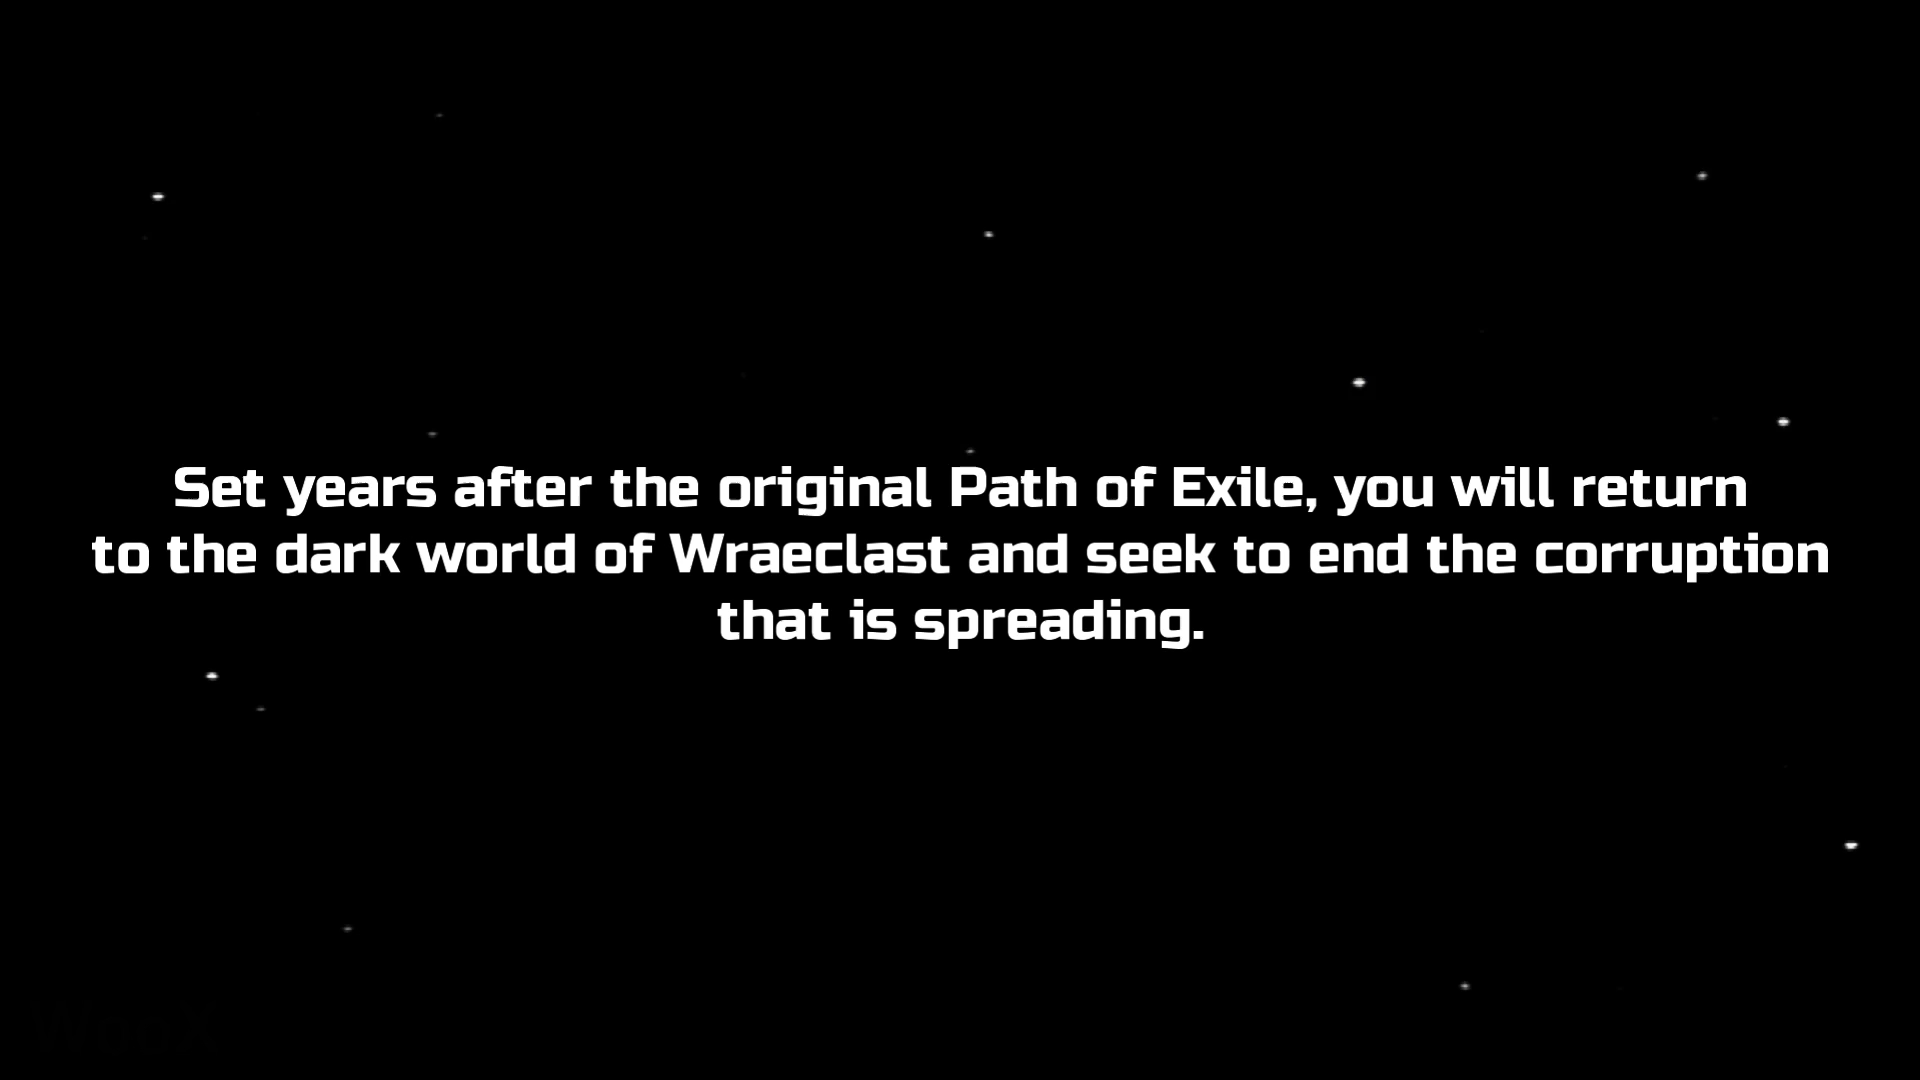 Set years after the original Path of Exile, you will return
to the dark world of Wraeclast and seek to end the corruption
that is spreading.